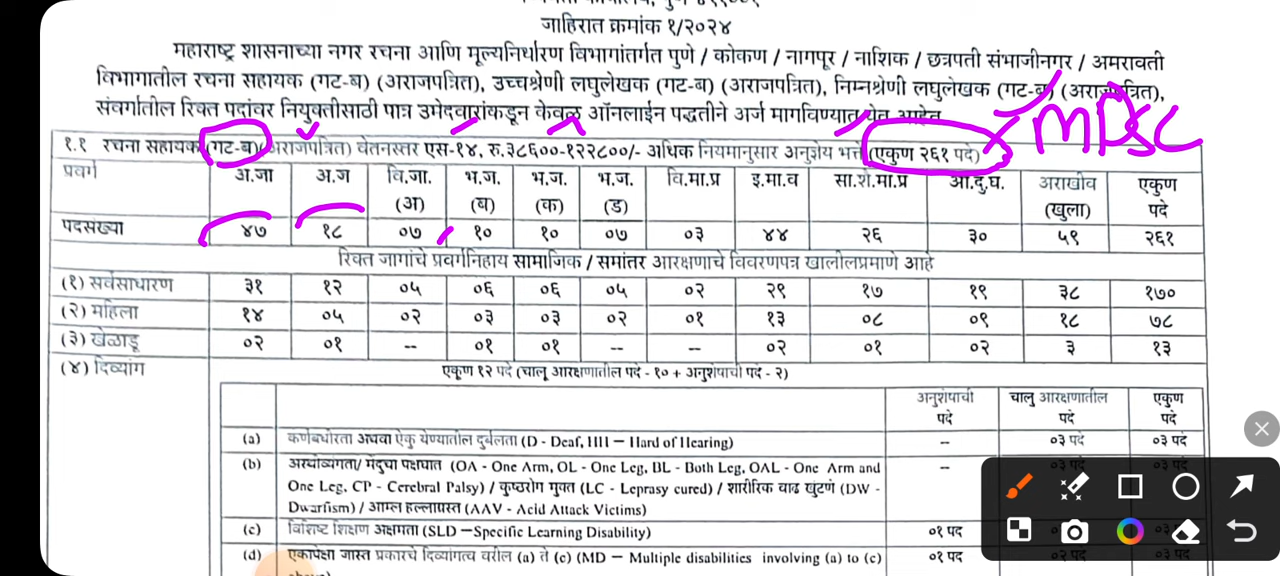 जाहिरात क्रमांक १/२०२४
महाराष्ट्र शासनाच्या नगर रचना आणि मूल्यनिर्धारण विभागांतर्गत पुणे / कोकण / नागपूर / नाशिक / छत्रपती संभाजीनगर / अमरावती
विभागातील रचना सहायक (गट-ब) (अराजपत्रित), उच्चश्रेणी लघुलेखक (गट-ब) (अराजपत्रित), निम्नश्रेणी लघुलेखक (गट-ब) (अराजपत्रित),
संवर्गातील रिक्त पदांवर नियुक्तीसाठी पात्र उमेदवारांकडून केवळ ऑनलाईन पद्धतीने अर्ज मागविण्यात येत आहेत
MPSC
१.१ रचना सहायक (गट-ब) (अराजपत्रित) वेतनस्तर एस-१४, रु.३८६००-१२२८००/- अधिक नियमानुसार अनुज्ञेय भत्ते (एकुण २६१ पदे)
प्रवर्ग अ.जा अ.ज वि.जा. (अ) भ.ज. (ब) भ.ज. (क) भ.ज. (ड) वि.मा.प्र इ.मा.व सा.शे.मा.प्र आ.दु.घ. अराखीव (खुला) एकुण पदे
पदसंख्या ४७ १८ ०७ १० १० ०७ ०३ ४४ २६ ३० ५९ २६१
रिक्त जागांचे प्रवर्गनिहाय सामाजिक / समांतर आरक्षणाचे विवरणपत्र खालीलप्रमाणे आहे
(१) सर्वसाधारण ३१ १२ ०५ ०६ ०६ ०५ ०२ २९ १७ १९ ३८ १७०
(२) महिला १४ ०५ ०२ ०३ ०३ ०२ ०१ १३ ०८ ०९ १८ ७८
(३) खेळाडू ०२ ०१ -- ०१ ०१ -- -- ०२ ०१ ०२ ३ १३
(४) दिव्यांग एकूण १२ पदे (चालू आरक्षणातील पदे - १० + अनुशेषाची पदे - २)
अनुशेषाची पदे चालु आरक्षणातील पदे एकुण पदे
(a) कर्णबधीरता अथवा ऐकु येण्यातील दुर्बलता (D - Deaf, HH – Hard of Hearing) -- ०३ पदे ०३ पदे
(b) अस्थीव्यंगता/ मेंदुचा पक्षघात (OA - One Arm, OL - One Leg, BL - Both Leg, OAL - One Arm and -- ०३ पदे ०३ पदे
One Leg, CP - Cerebral Palsy) / कुष्ठरोग मुक्त (LC - Leprasy cured) / शारीरिक वाढ खुंटणे (DW -
Dwarfism) / आम्ल हल्लाग्रस्त (AAV - Acid Attack Victims)
(c) विशिष्ट शिक्षण अक्षमता (SLD –Specific Learning Disability) ०१ पद
(d) एकापेक्षा जास्त प्रकारचे दिव्यांगत्व वरील (a) ते (c) (MD – Multiple disabilities involving (a) to (c) ०१ पद ०२ पदे ०३ पदे